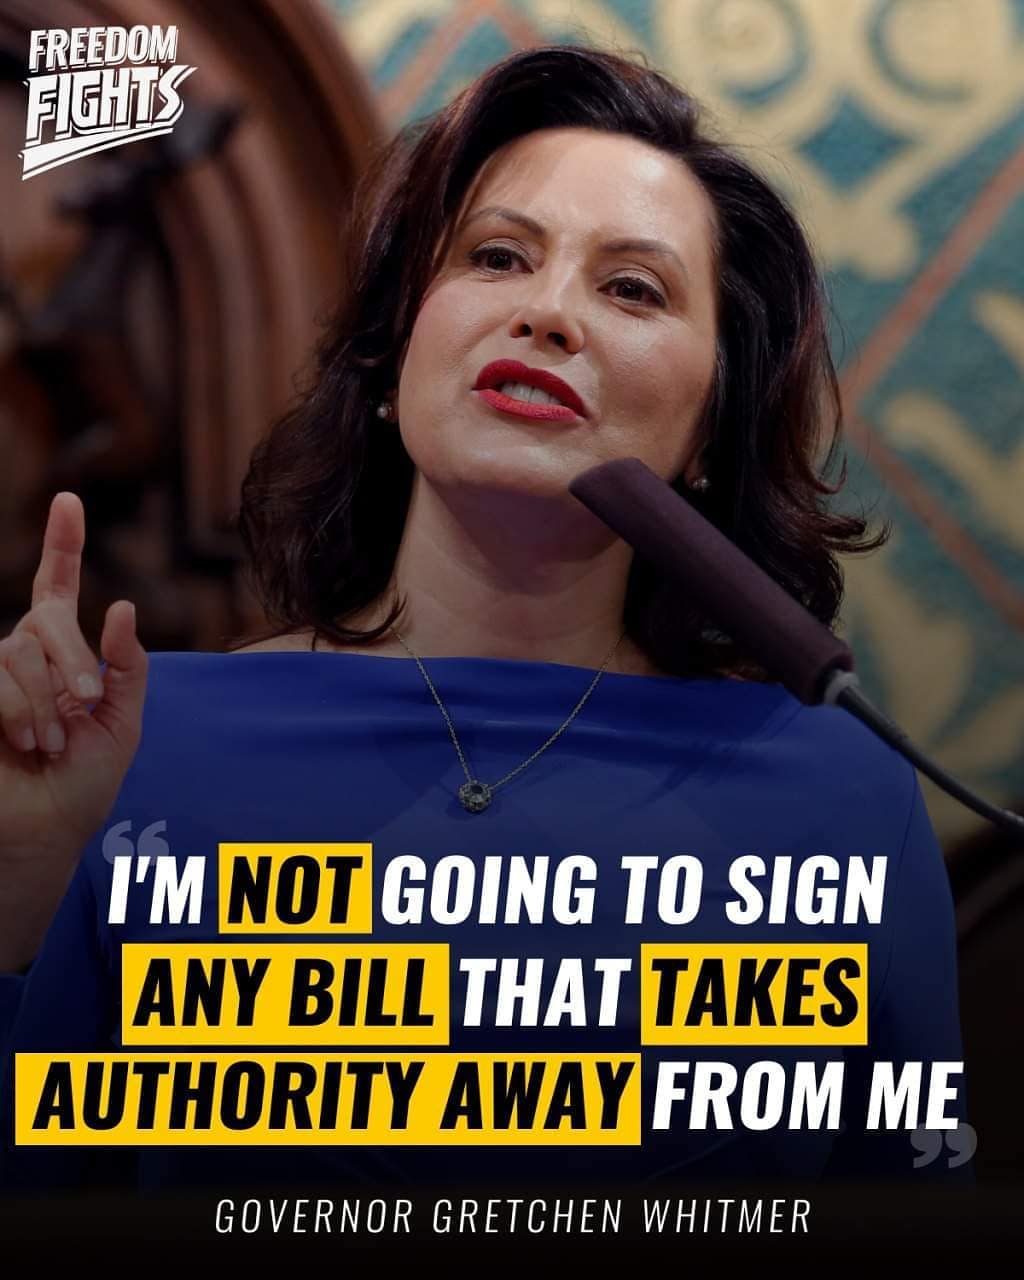 FREEDOM
FIGHTS
“I'M NOT GOING TO SIGN
ANY BILL THAT TAKES
AUTHORITY AWAY FROM ME”
GOVERNOR GRETCHEN WHITMER